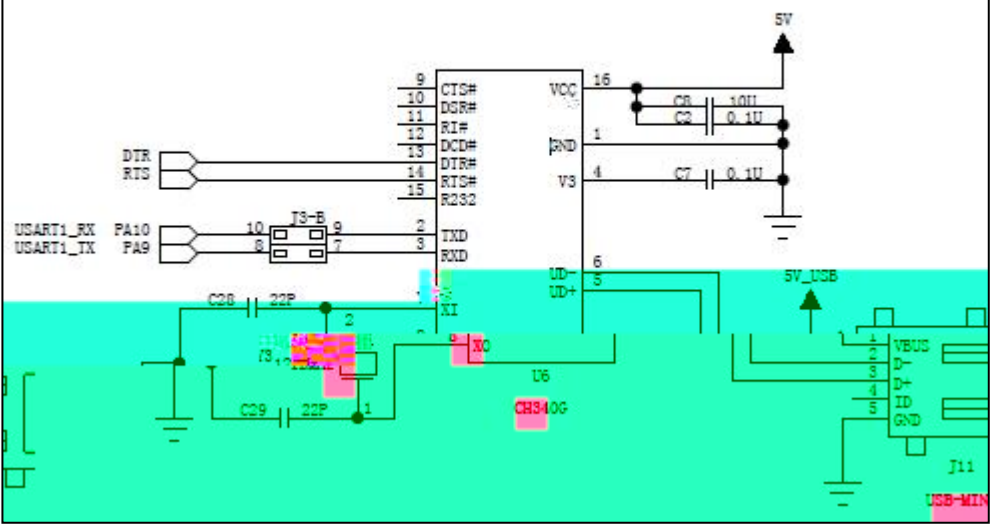 5V
9 CTS# VCC 16
10 DSR# C8 10U
11 RI# C2 0.1U
12 DCD# GND 1
DTR 13 DTR#
RTS 14 RTS# V3 4 C7 0.1U
15 R232
J3-B
USART1_RX PA10 10 9 2 TXD
USART1_TX PA9 8 7 3 RXD
UD- 6
UD+ 5
5V_USB
C28 22P XI
2
XO
1 VBUS
2 D-
3 D+
4 ID
5 GND
U6
CH340G
C29 22P 1
J11
USB-MIN